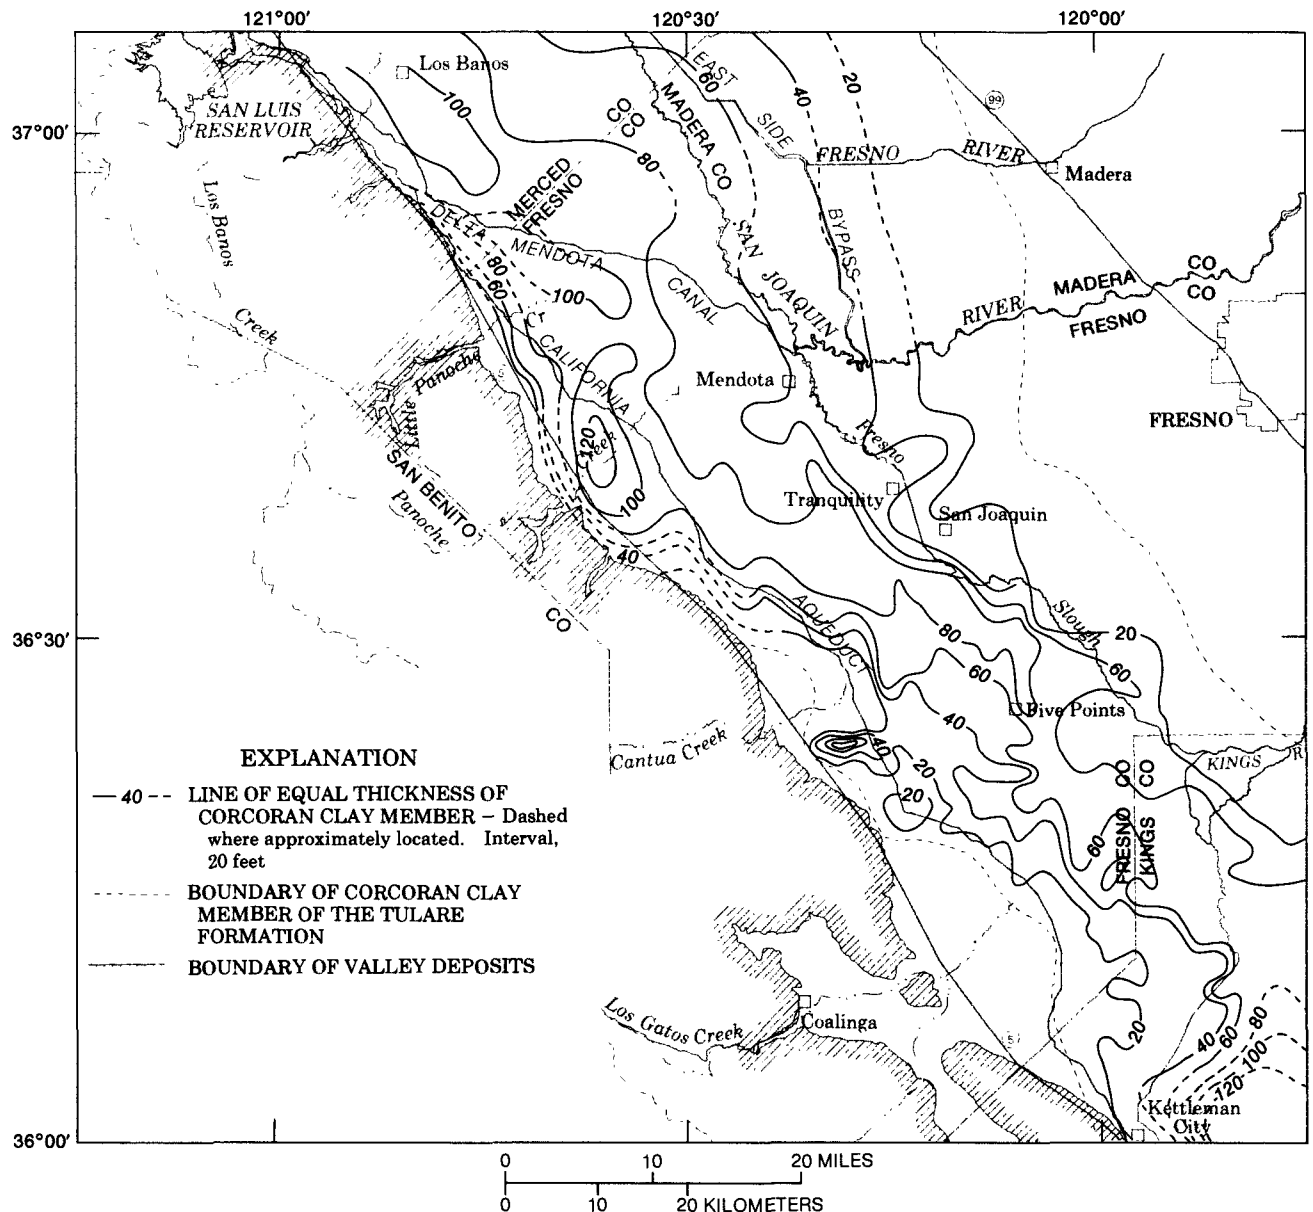 121°00'
120°30'
120°00'
37°00'
36°30'
36°00'
Los Banos
SAN LUIS
RESERVOIR
Los Banos
Creek
100
MERCED CO
FRESNO CO
80
60
EAST
SIDE
BYPASS
MADERA CO
40
20
99
FRESNO
RIVER
Madera
DELTA
MENDOTA
CANAL
80
60
100
SAN JOAQUIN
RIVER
MADERA CO
FRESNO CO
Cr
CALIFORNIA
AQUEDUCT
Panoche
Little
Mendota
FRESNO
120
Creek
100
40
SAN BENITO
CO
Panoche
Fresno
Slough
Tranquility
San Joaquin
80
60
40
20
60
Five Points
Cantua Creek
40
20
20
60
FRESNO CO
KINGS CO
KINGS
R
EXPLANATION
40
LINE OF EQUAL THICKNESS OF
CORCORAN CLAY MEMBER – Dashed
where approximately located. Interval,
20 feet
BOUNDARY OF CORCORAN CLAY
MEMBER OF THE TULARE
FORMATION
BOUNDARY OF VALLEY DEPOSITS
Los Gatos Creek
Coalinga
5
20
40
60
80
100
120
Kettleman
City
0 10 20 MILES
0 10 20 KILOMETERS